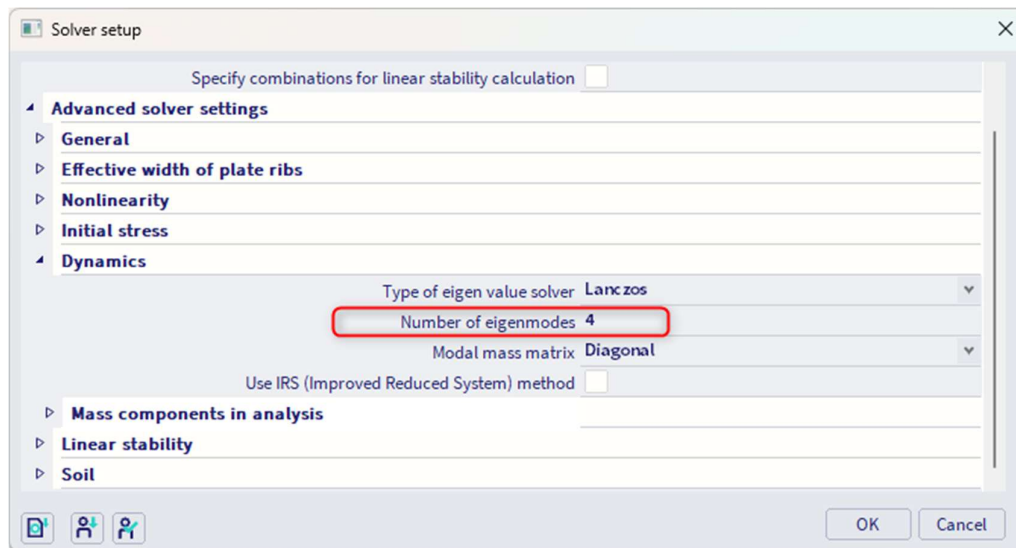 Solver setup
Specify combinations for linear stability calculation
Advanced solver settings
General
Effective width of plate ribs
Nonlinearity
Initial stress
Dynamics
Type of eigen value solver Lanczos
Number of eigenmodes 4
Modal mass matrix Diagonal
Use IRS (Improved Reduced System) method
Mass components in analysis
Linear stability
Soil
OK Cancel